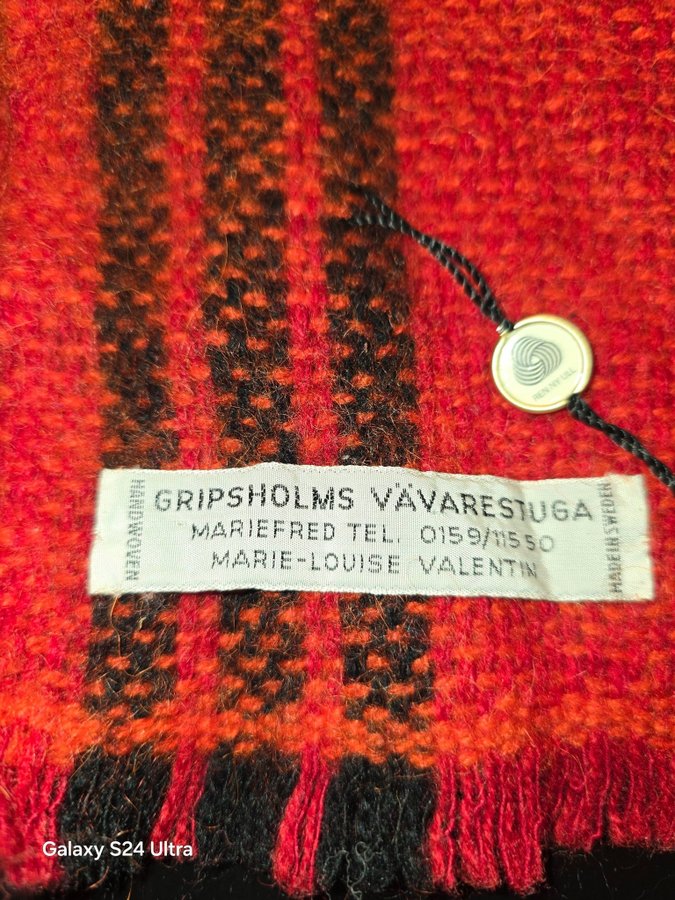 REN NY ULL
HANDWOVEN
GRIPSHOLMS VÄVARESTUGA
MARIEFRED TEL. 0159/11550
MARIE-LOUISE VALENTIN
MADE IN SWEDEN
Galaxy S24 Ultra